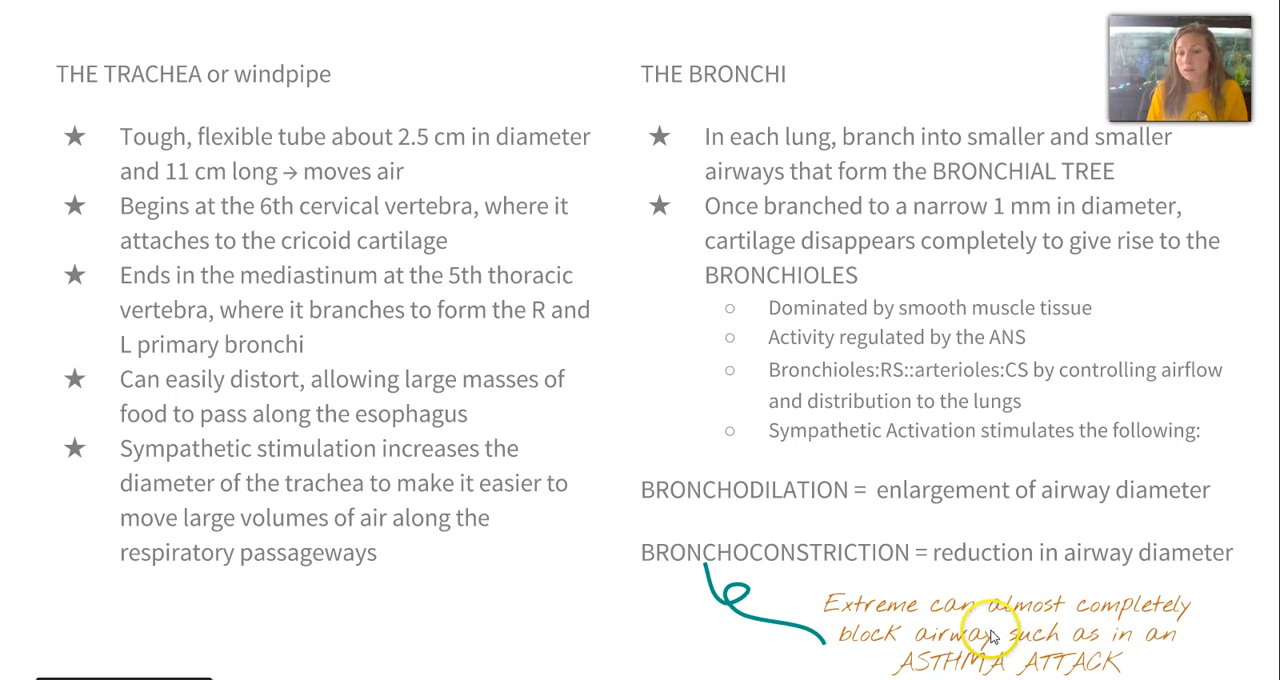 THE TRACHEA or windpipe
★ Tough, flexible tube about 2.5 cm in diameter
and 11 cm long → moves air
★ Begins at the 6th cervical vertebra, where it
attaches to the cricoid cartilage
★ Ends in the mediastinum at the 5th thoracic
vertebra, where it branches to form the R and
L primary bronchi
★ Can easily distort, allowing large masses of
food to pass along the esophagus
★ Sympathetic stimulation increases the
diameter of the trachea to make it easier to
move large volumes of air along the
respiratory passageways
THE BRONCHI
★ In each lung, branch into smaller and smaller
airways that form the BRONCHIAL TREE
★ Once branched to a narrow 1 mm in diameter,
cartilage disappears completely to give rise to the
BRONCHIOLES
○ Dominated by smooth muscle tissue
○ Activity regulated by the ANS
○ Bronchioles:RS::arterioles:CS by controlling airflow
and distribution to the lungs
○ Sympathetic Activation stimulates the following:
BRONCHODILATION = enlargement of airway diameter
BRONCHOCONSTRICTION = reduction in airway diameter
Extreme can almost completely
block airway such as in an
ASTHMA ATTACK